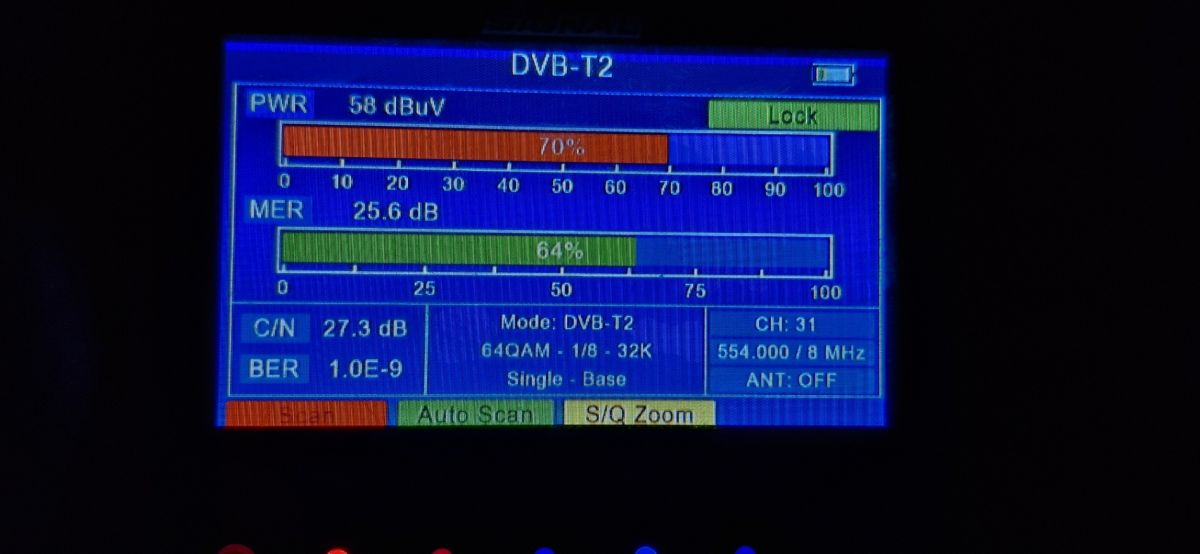 DVB-T2
PWR 58 dBuV
Lock
70%
0 10 20 30 40 50 60 70 80 90 100
MER 25.6 dB
64%
0 25 50 75 100
C/N 27.3 dB
BER 1.0E-9
Mode: DVB-T2
64QAM - 1/8 - 32K
Single - Base
CH: 31
554.000 / 8 MHz
ANT: OFF
Scan Auto Scan S/Q Zoom